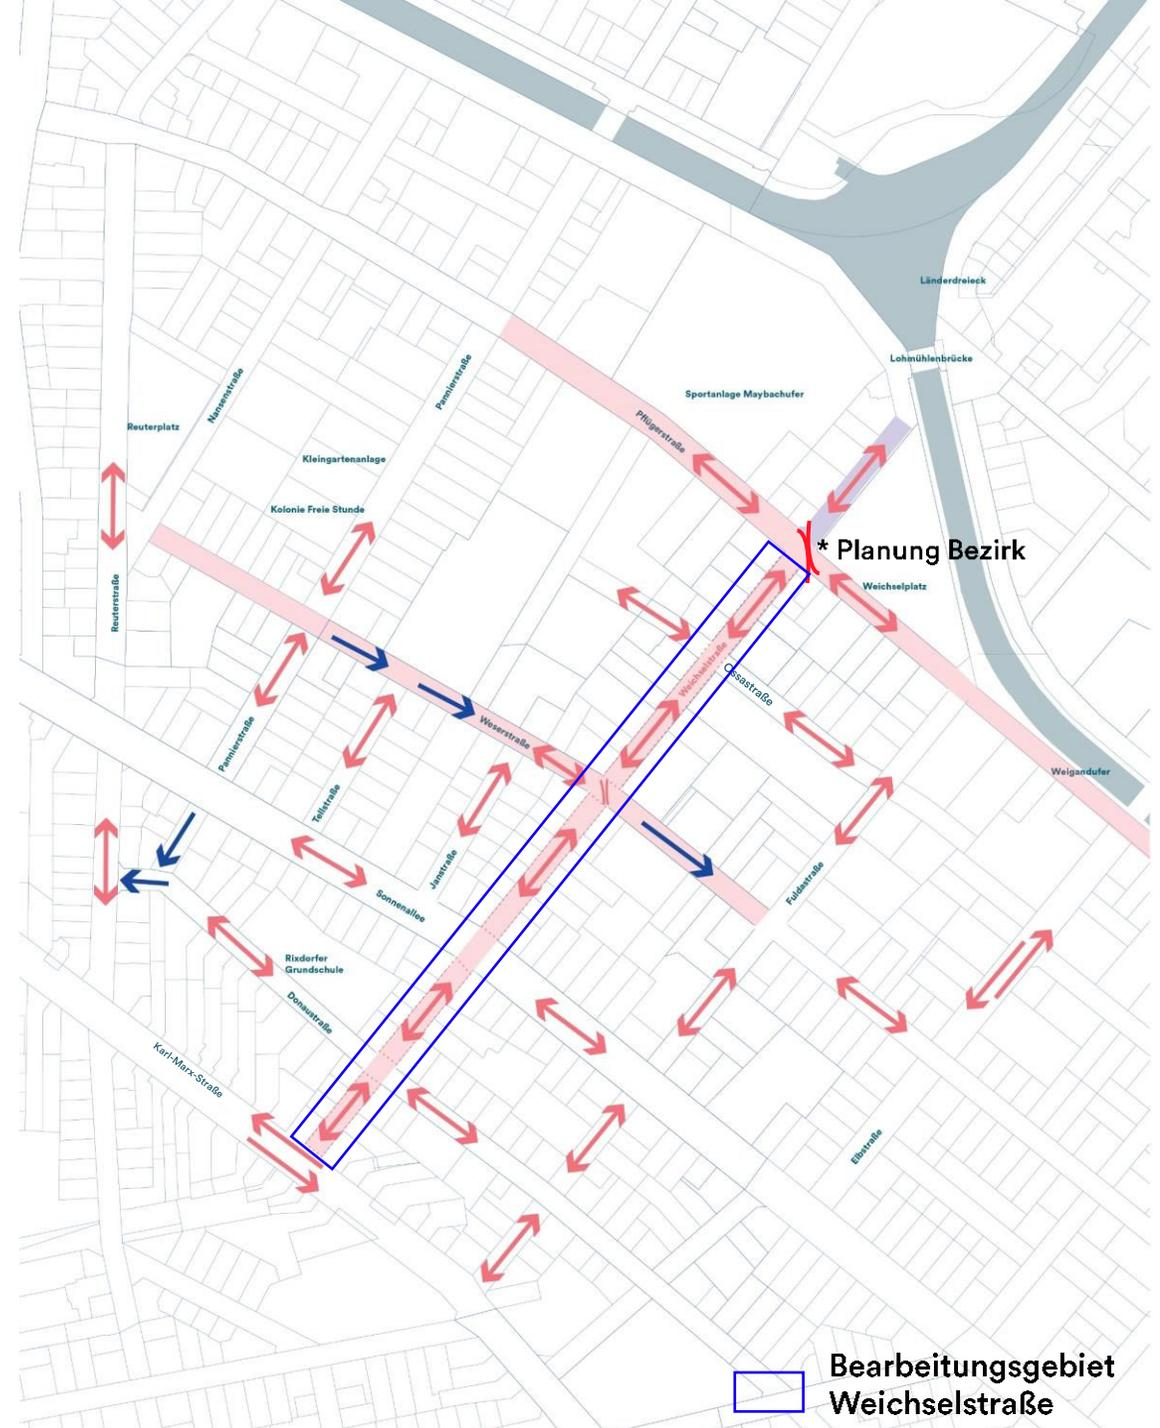 Länderdreieck
Lohmühlenbrücke
Sportanlage Maybachufer
Pannierstraße
Nansenstraße
Reuterplatz
Pflügerstraße
Kleingartenanlage
Kolonie Freie Stunde
* Planung Bezirk
Weichselplatz
Reuterstraße
Weichselstraße
Ossastraße
Weserstraße
Pannierstraße
Weigandufer
Tellstraße
Janstraße
Fuldastraße
Sonnenallee
Rixdorfer
Grundschule
Donaustraße
Karl-Marx-Straße
Elbstraße
Bearbeitungsgebiet
Weichselstraße